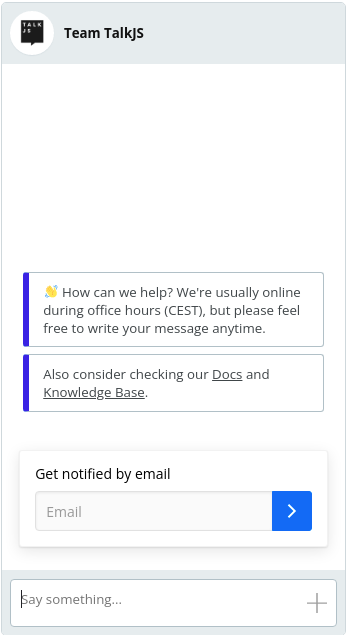 TALK
JS
Team TalkJS
👋 How can we help? We're usually online
during office hours (CEST), but please feel
free to write your message anytime.
Also consider checking our Docs and
Knowledge Base.
Get notified by email
Email
Say something...